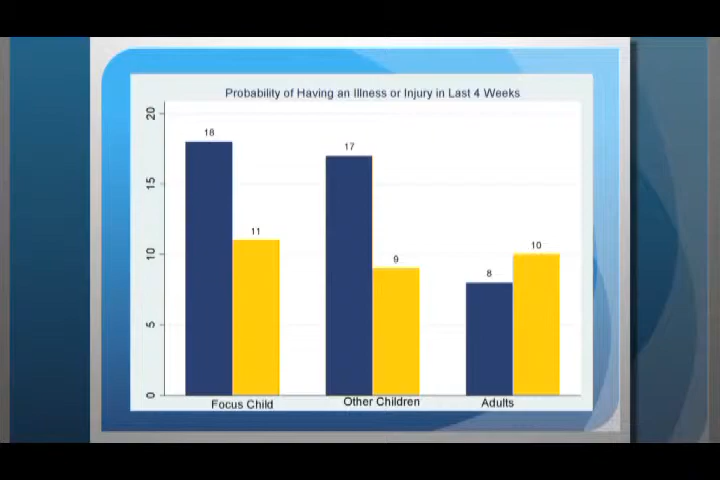 Probability of Having an Illness or Injury in Last 4 Weeks
20
15
10
5
0
18
11
17
9
8
10
Focus Child
Other Children
Adults